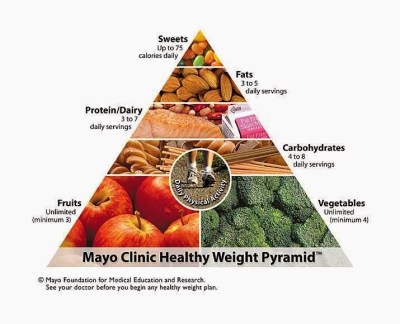 Sweets
Up to 75
calories daily
Fats
3 to 5
daily servings
Protein/Dairy
3 to 7
daily servings
Carbohydrates
4 to 8
daily servings
Daily Physical Activity
Fruits
Unlimited
(minimum 3)
Vegetables
Unlimited
(minimum 4)
Mayo Clinic Healthy Weight Pyramid™
© Mayo Foundation for Medical Education and Research.
See your doctor before you begin any healthy weight plan.